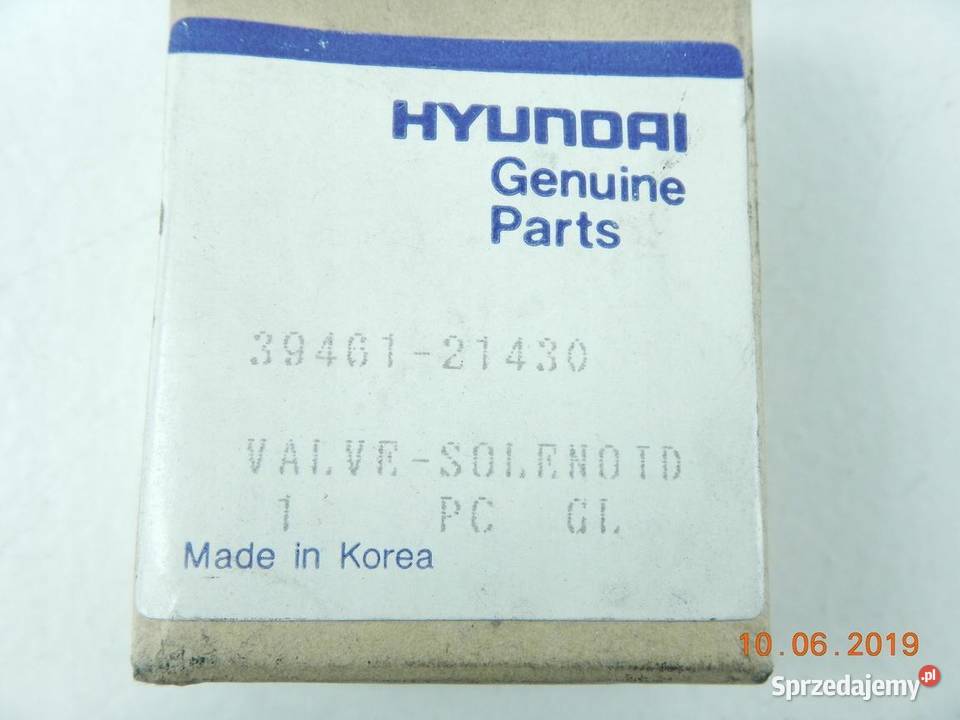 HYUNDAI
Genuine
Parts
39461-21430
VALVE-SOLENOID
1 PC GL
Made in Korea
10.06.2019
Sprzedajemy.pl